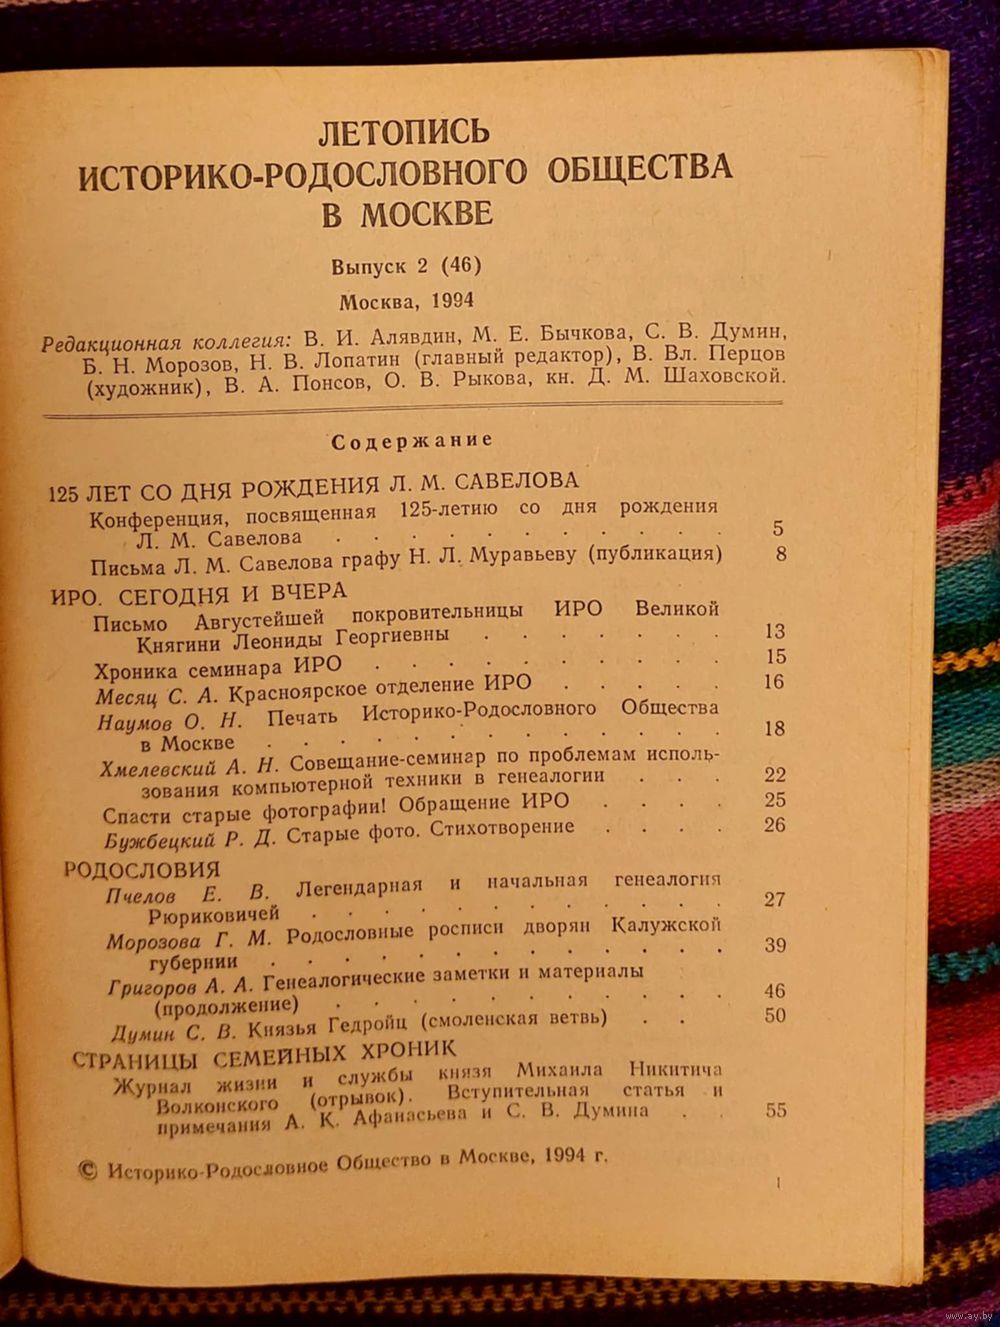 ЛЕТОПИСЬ
ИСТОРИКО-РОДОСЛОВНОГО ОБЩЕСТВА
В МОСКВЕ
Выпуск 2 (46)
Москва, 1994
Редакционная коллегия: В. И. Алявдин, М. Е. Бычкова, С. В. Думин,
Б. Н. Морозов, Н. В. Лопатин (главный редактор), В. Вл. Перцов
(художник), В. А. Понсов, О. В. Рыкова, кн. Д. М. Шаховской.
Содержание
125 ЛЕТ СО ДНЯ РОЖДЕНИЯ Л. М. САВЕЛОВА
Конференция, посвященная 125-летию со дня рождения
Л. М. Савелова . . . . . . . . . . . 5
Письма Л. М. Савелова графу Н. Л. Муравьеву (публикация) 8
ИРО. СЕГОДНЯ И ВЧЕРА
Письмо Августейшей покровительницы ИРО Великой
Княгини Леониды Георгиевны . . . . . . . 13
Хроника семинара ИРО . . . . . . . . . . 15
Месяц С. А. Красноярское отделение ИРО . . . . . 16
Наумов О. Н. Печать Историко-Родословного Общества
в Москве . . . . . . . . . . . . . 18
Хмелевский А. Н. Совещание-семинар по проблемам исполь-
зования компьютерной техники в генеалогии . . . 22
Спасти старые фотографии! Обращение ИРО . . . . 25
Бужбецкий Р. Д. Старые фото. Стихотворение . . . . 26
РОДОСЛОВИЯ
Пчелов Е. В. Легендарная и начальная генеалогия
Рюриковичей . . . . . . . . . . . . 27
Морозова Г. М. Родословные росписи дворян Калужской
губернии . . . . . . . . . . . . . 39
Григоров А. А. Генеалогические заметки и материалы
(продолжение) . . . . . . . . . . . 46
Думин С. В. Князья Гедройц (смоленская ветвь) . . 50
СТРАНИЦЫ СЕМЕЙНЫХ ХРОНИК
Журнал жизни и службы князя Михаила Никитича
Волконского (отрывок). Вступительная статья и
примечания А. К. Афанасьева и С. В. Думина . . 55
© Историко-Родословное Общество в Москве, 1994 г.
1
www.ay.by